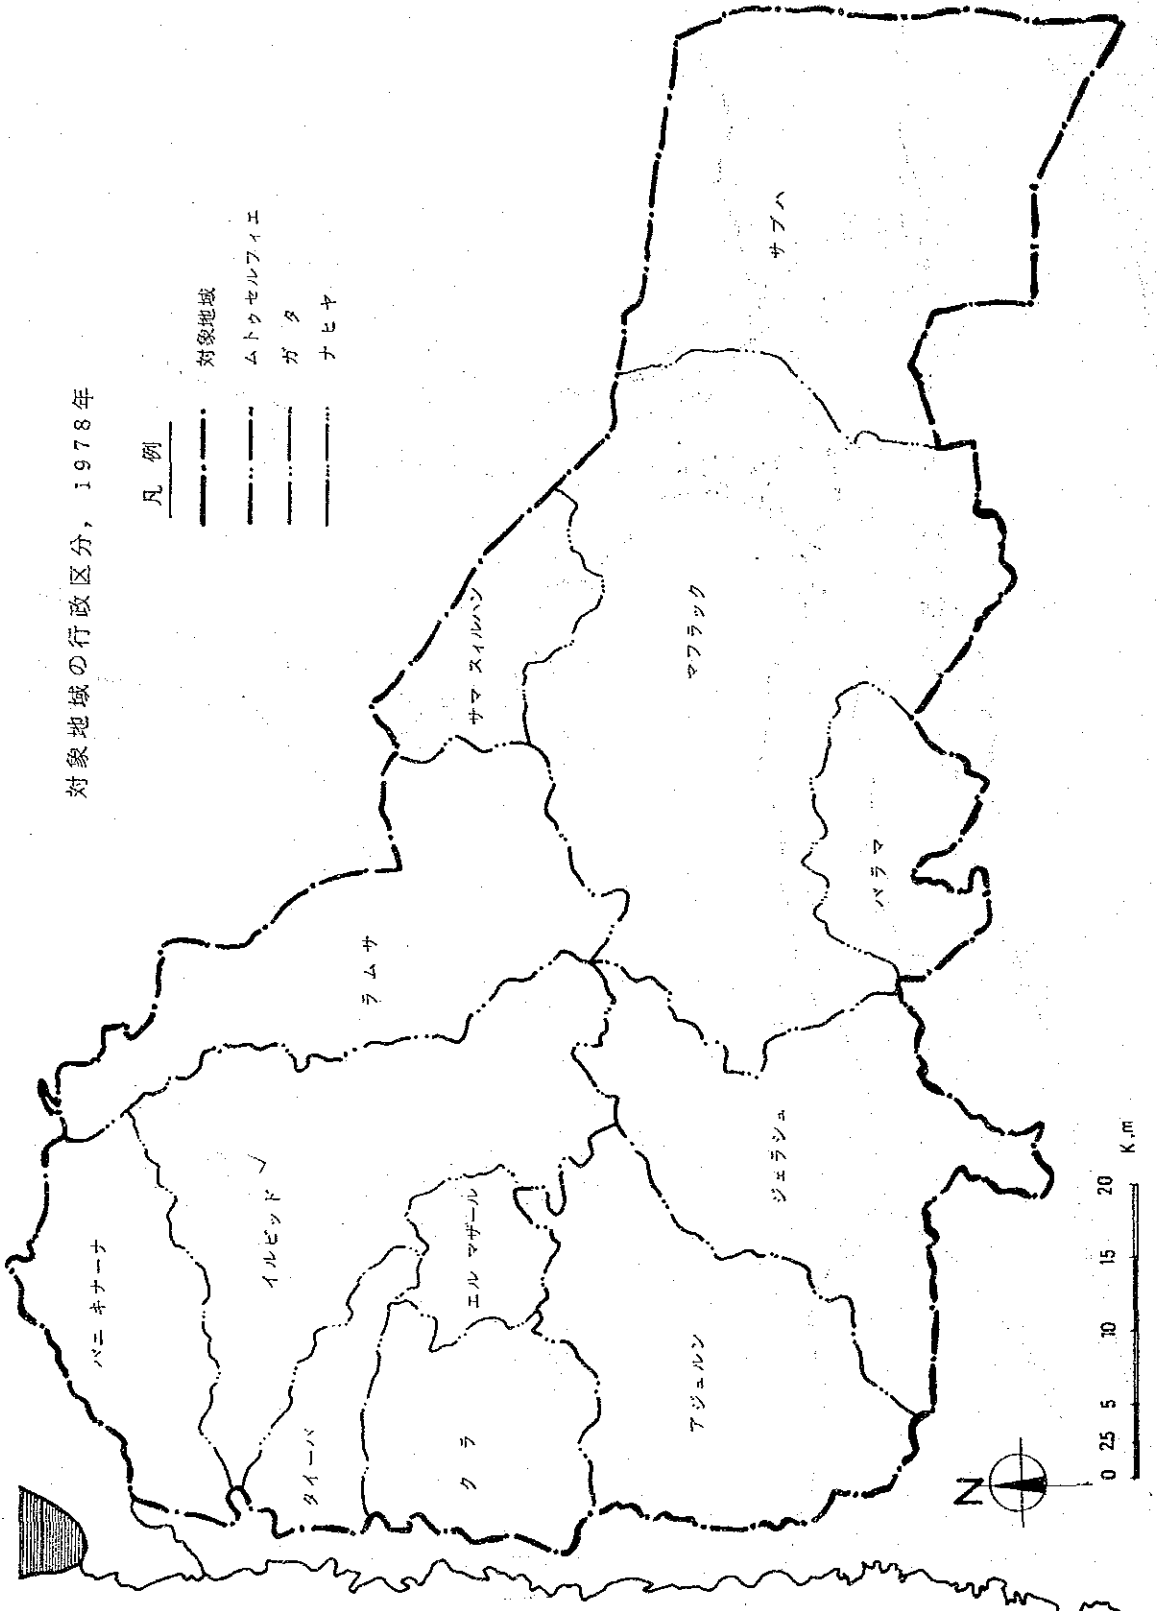 対象地域の行政区分, 1978年
凡例
対象地域
ムトゥセルフィエ
ガタ
ナヒヤ
バニ キナーナ
イルビッド
ラムサ
サマ スィルハン
タイーバ
クラ
エル マザール
マフラック
サブハ
アジュルン
ジェラシュ
バラマ
N
0 2.5 5 10 15 20 K.m